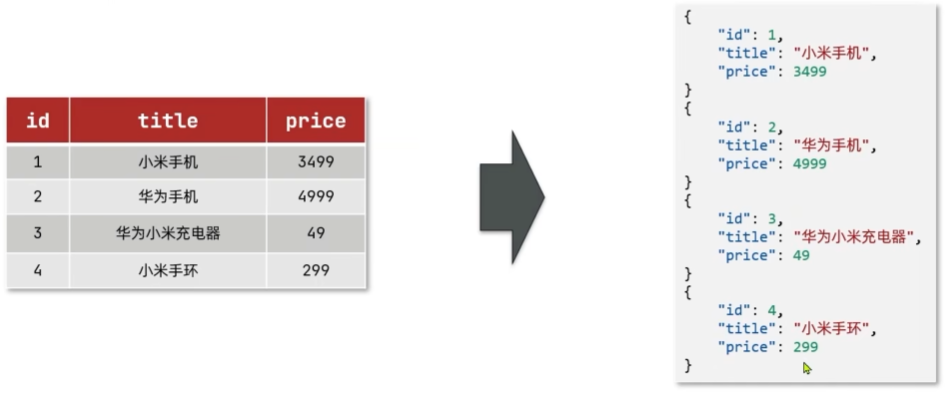 id title price
1 小米手机 3499
2 华为手机 4999
3 华为小米充电器 49
4 小米手环 299
{
"id": 1,
"title": "小米手机",
"price": 3499
}
{
"id": 2,
"title": "华为手机",
"price": 4999
}
{
"id": 3,
"title": "华为小米充电器",
"price": 49
}
{
"id": 4,
"title": "小米手环",
"price": 299
}